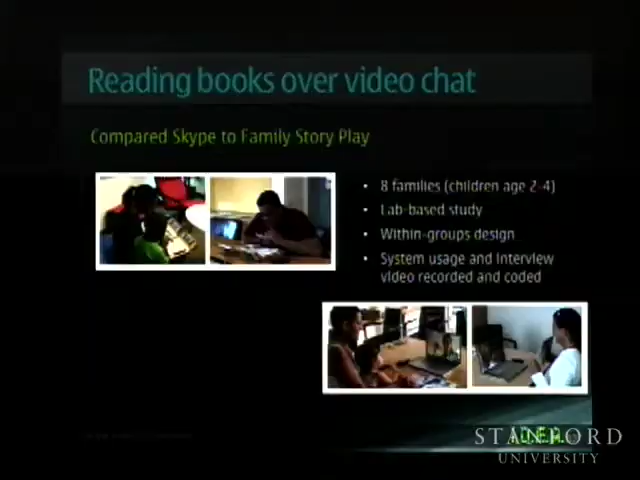 Reading books over video chat
Compared Skype to Family Story Play
• 8 families (children age 2-4)
• Lab-based study
• Within-groups design
• System usage and interview
video recorded and coded
STANFORD
UNIVERSITY